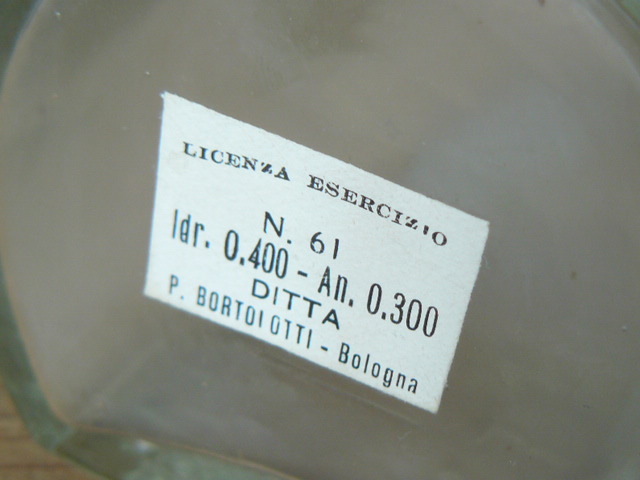 LICENZA ESERCIZIO
N. 61
Idr. 0.400 - An. 0.300
DITTA
P. BORTOLOTTI - Bologna